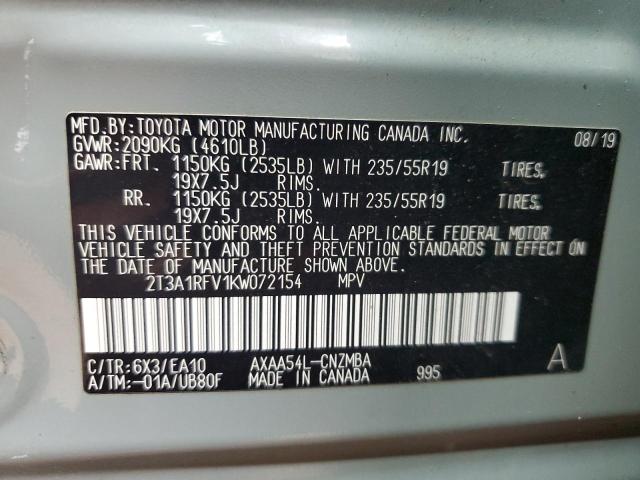 MFD.BY:TOYOTA MOTOR MANUFACTURING CANADA INC. 08/19
GVWR:2090KG (4610LB)
GAWR:FRT. 1150KG (2535LB) WITH 235/55R19 TIRES,
19X7.5J RIMS.
RR. 1150KG (2535LB) WITH 235/55R19 TIRES,
19X7.5J RIMS.
THIS VEHICLE CONFORMS TO ALL APPLICABLE FEDERAL MOTOR
VEHICLE SAFETY AND THEFT PREVENTION STANDARDS IN EFFECT ON
THE DATE OF MANUFACTURE SHOWN ABOVE.
2T3A1RFV1KW072154 MPV
C/TR:6X3/EA10 AXAA54L-CNZMBA A
A/TM:-01A/UB80F MADE IN CANADA 995